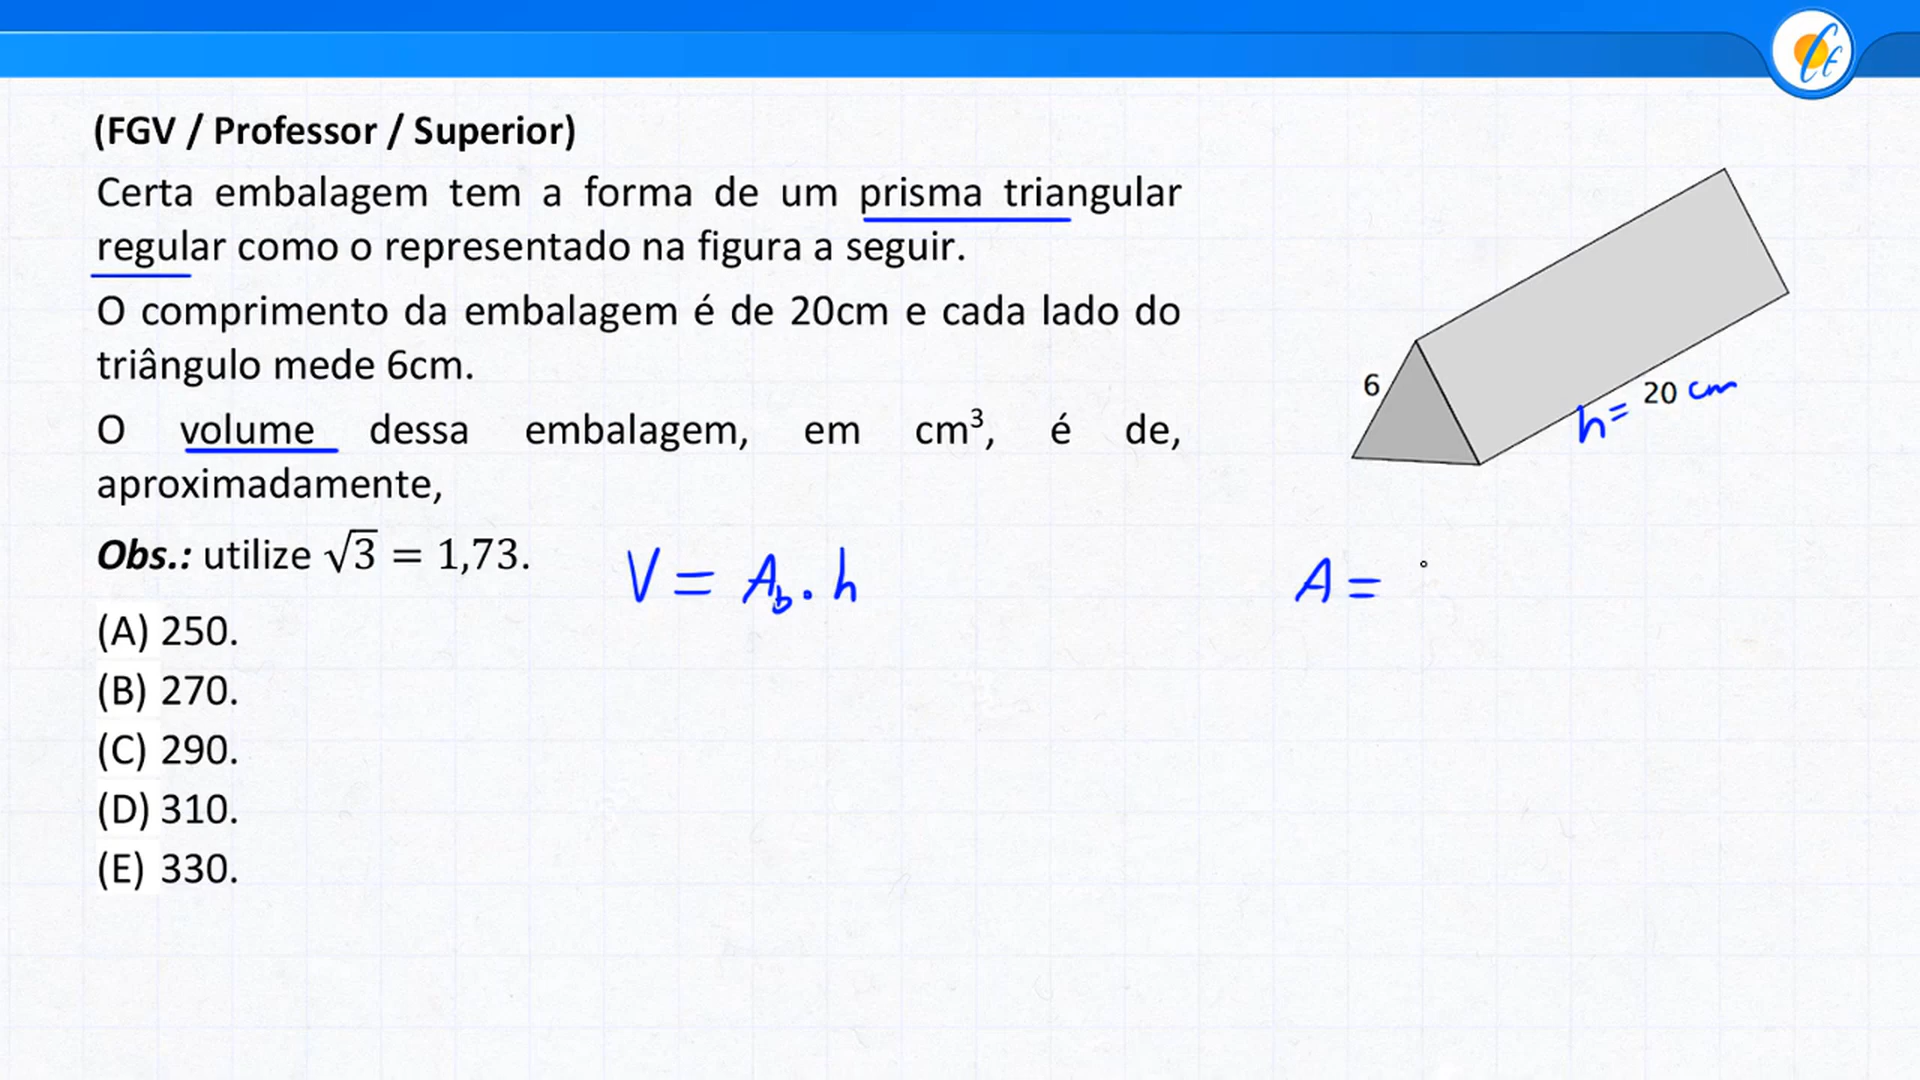 (FGV / Professor / Superior)
Certa embalagem tem a forma de um prisma triangular
regular como o representado na figura a seguir.
O comprimento da embalagem é de 20cm e cada lado do
triângulo mede 6cm.
O volume dessa embalagem, em cm³, é de,
aproximadamente,
Obs.: utilize √3 = 1,73.
(A) 250.
(B) 270.
(C) 290.
(D) 310.
(E) 330.
6
h= 20 cm
V = A_b . h
A =